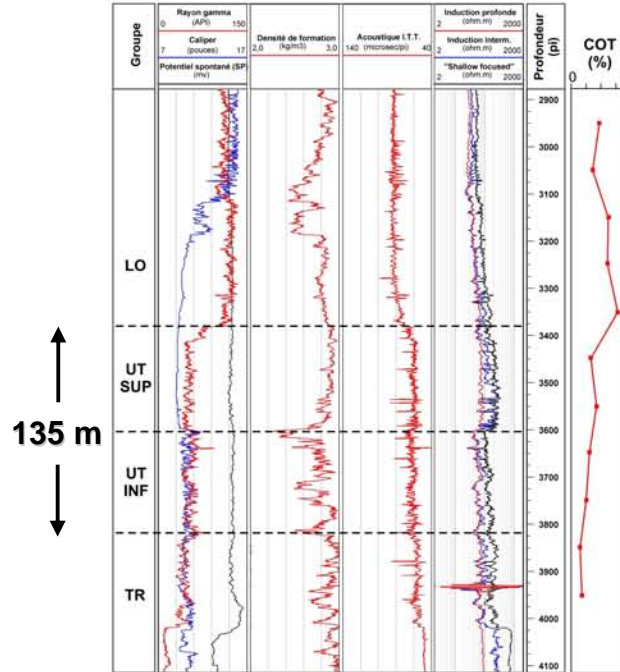 Groupe
Rayon gamma
0 (API) 150
Caliper
7 (pouces) 17
Potentiel spontané (SP)
(mv)
Densité de formation
2,0 (kg/m3) 3,0
Acoustique I.T.T.
140 (microsec/pi) 40
Induction profonde
2 (ohm.m) 2000
Induction Interm.
2 (ohm.m) 2000
"Shallow focused"
2 (ohm.m) 2000
Profondeur
(pi)
COT
(%)
0
2900
3000
3100
3200
LO
3300
3400
UT
SUP
3500
135 m
3600
UT
INF
3700
3800
3900
TR
4000
4100